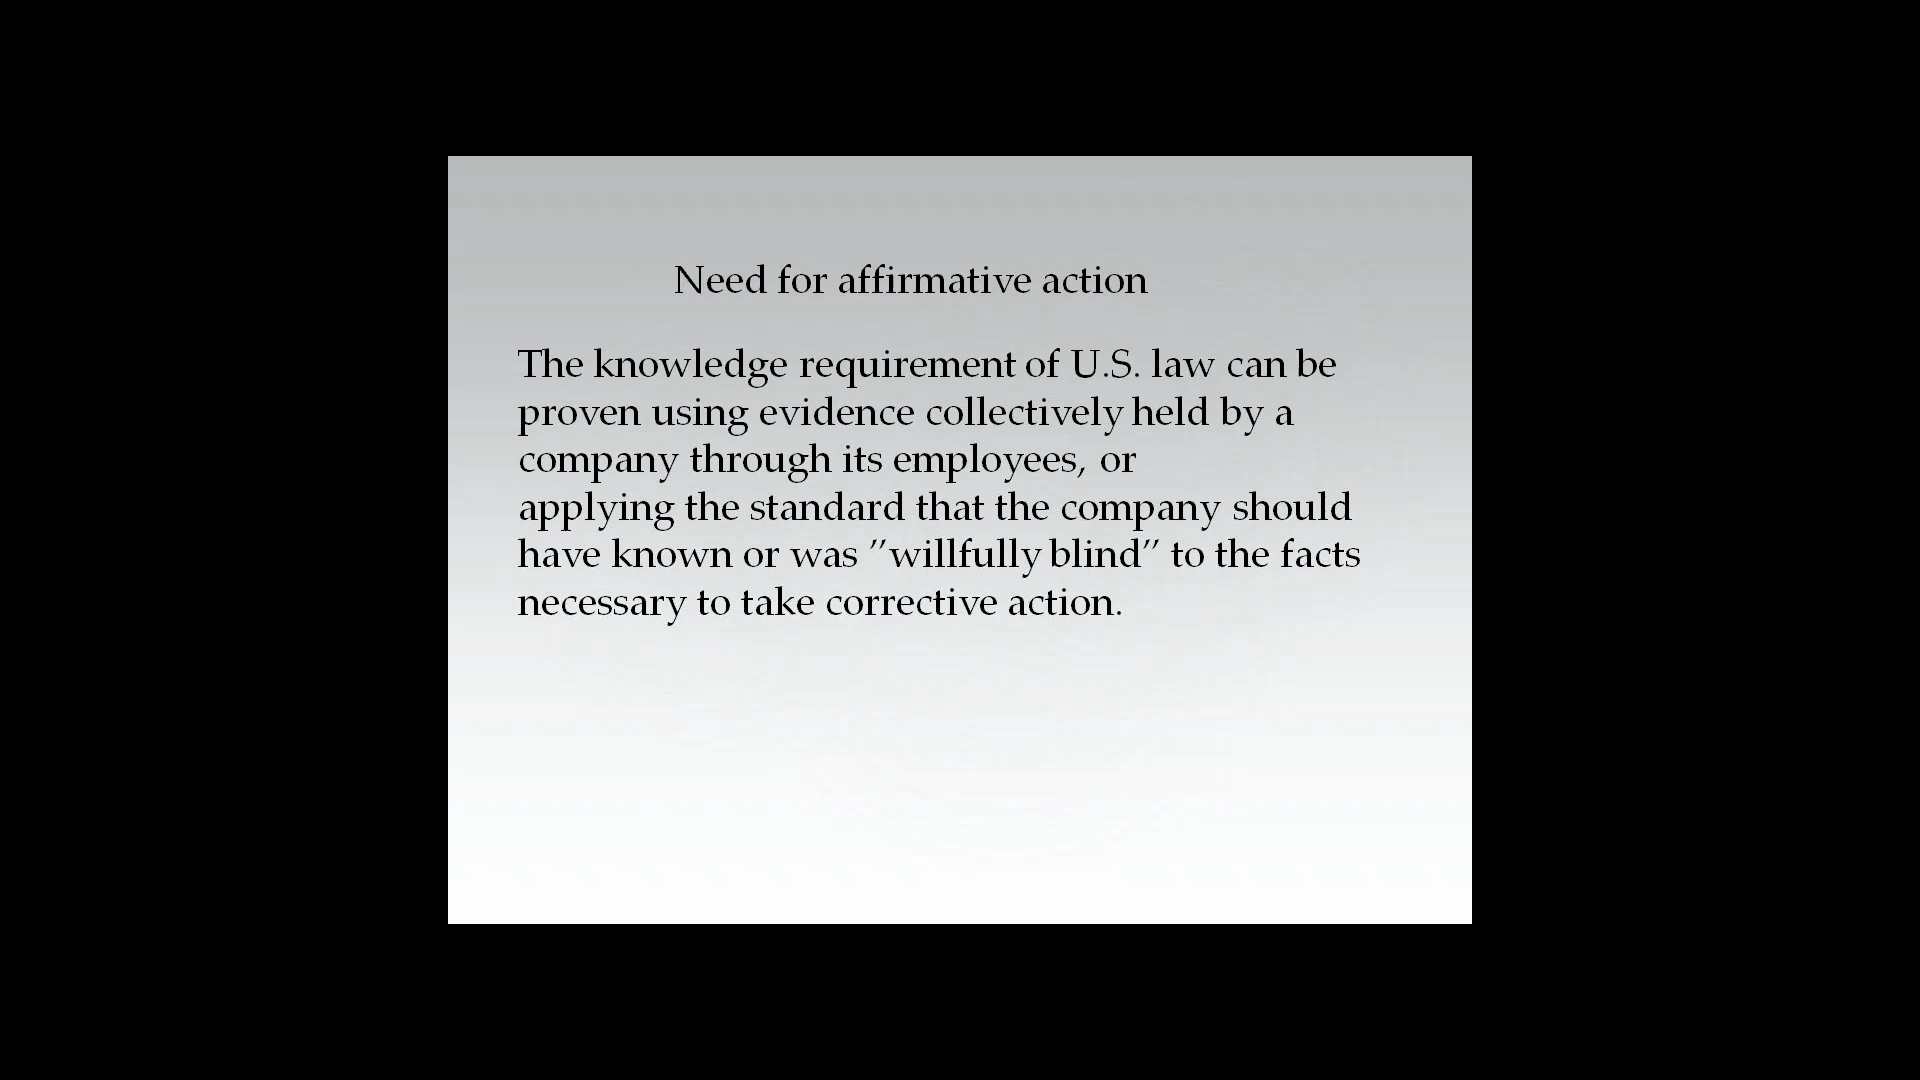 Need for affirmative action
The knowledge requirement of U.S. law can be
proven using evidence collectively held by a
company through its employees, or
applying the standard that the company should
have known or was ”willfully blind” to the facts
necessary to take corrective action.